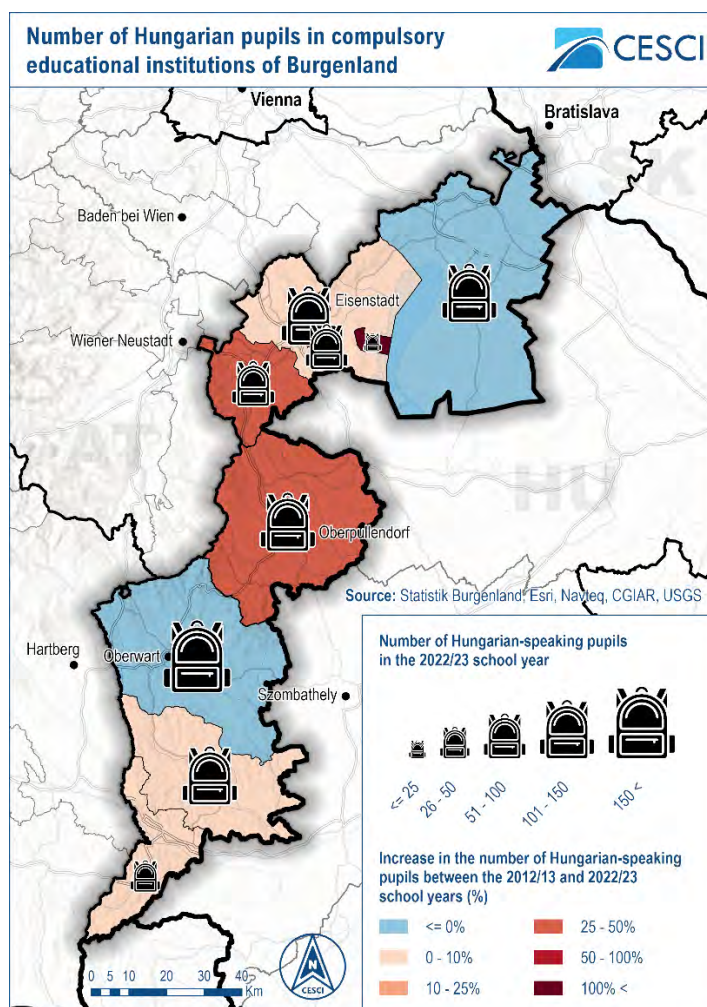 Number of Hungarian pupils in compulsory
educational institutions of Burgenland
CESCI
Vienna
Bratislava
SK
Baden bei Wien
Eisenstadt
Wiener Neustadt
AT
HU
Oberpullendorf
Source: Statistik Burgenland, Esri, Navteq, CGIAR, USGS
Hartberg
Oberwart
Szombathely
Number of Hungarian-speaking pupils
in the 2022/23 school year
<= 25
26 - 50
51 - 100
101 - 150
150 <
Increase in the number of Hungarian-speaking
pupils between the 2012/13 and 2022/23
school years (%)
<= 0%
25 - 50%
0 - 10%
50 - 100%
10 - 25%
100% <
N
CESCI
0 5 10 20 30 40
Km